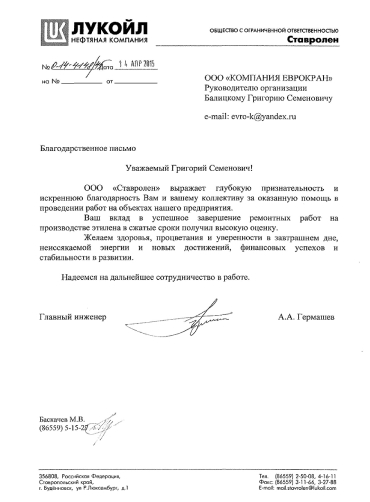 ЛУКОЙЛ
НЕФТЯНАЯ КОМПАНИЯ
ОБЩЕСТВО С ОГРАНИЧЕННОЙ ОТВЕТСТВЕННОСТЬЮ
Ставролен
№ дата 14 АПР 2015
на № от
ООО «КОМПАНИЯ ЕВРОКРАН»
Руководителю организации
Балицкому Григорию Семеновичу
e-mail: evro-k@yandex.ru
Благодарственное письмо
Уважаемый Григорий Семенович!
ООО «Ставролен» выражает глубокую признательность и
искреннюю благодарность Вам и вашему коллективу за оказанную помощь в
проведении работ на объектах нашего предприятия.
Ваш вклад в успешное завершение ремонтных работ на
производстве этилена в сжатые сроки получил высокую оценку.
Желаем здоровья, процветания и уверенности в завтрашнем дне,
неиссякаемой энергии и новых достижений, финансовых успехов и
стабильности в развитии.
Надеемся на дальнейшее сотрудничество в работе.
Главный инженер А.А. Гермашев
Баскачев М.В.
(86559) 5-15-27
356808, Российская Федерация,
Ставропольский край,
г. Буденновск, ул Р.Люксембург, д.1
Тел. (86559) 2-50-08, 4-16-11
Факс: (86559) 3-11-66, 3-27-88
E-mail: mail.stavrolen@lukoil.com